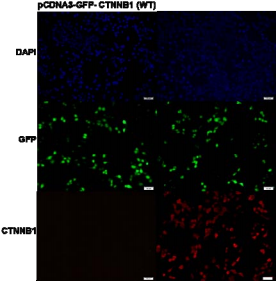 pCDNA3-GFP- CTNNB1 (WT)
DAPI
GFP
CTNNB1